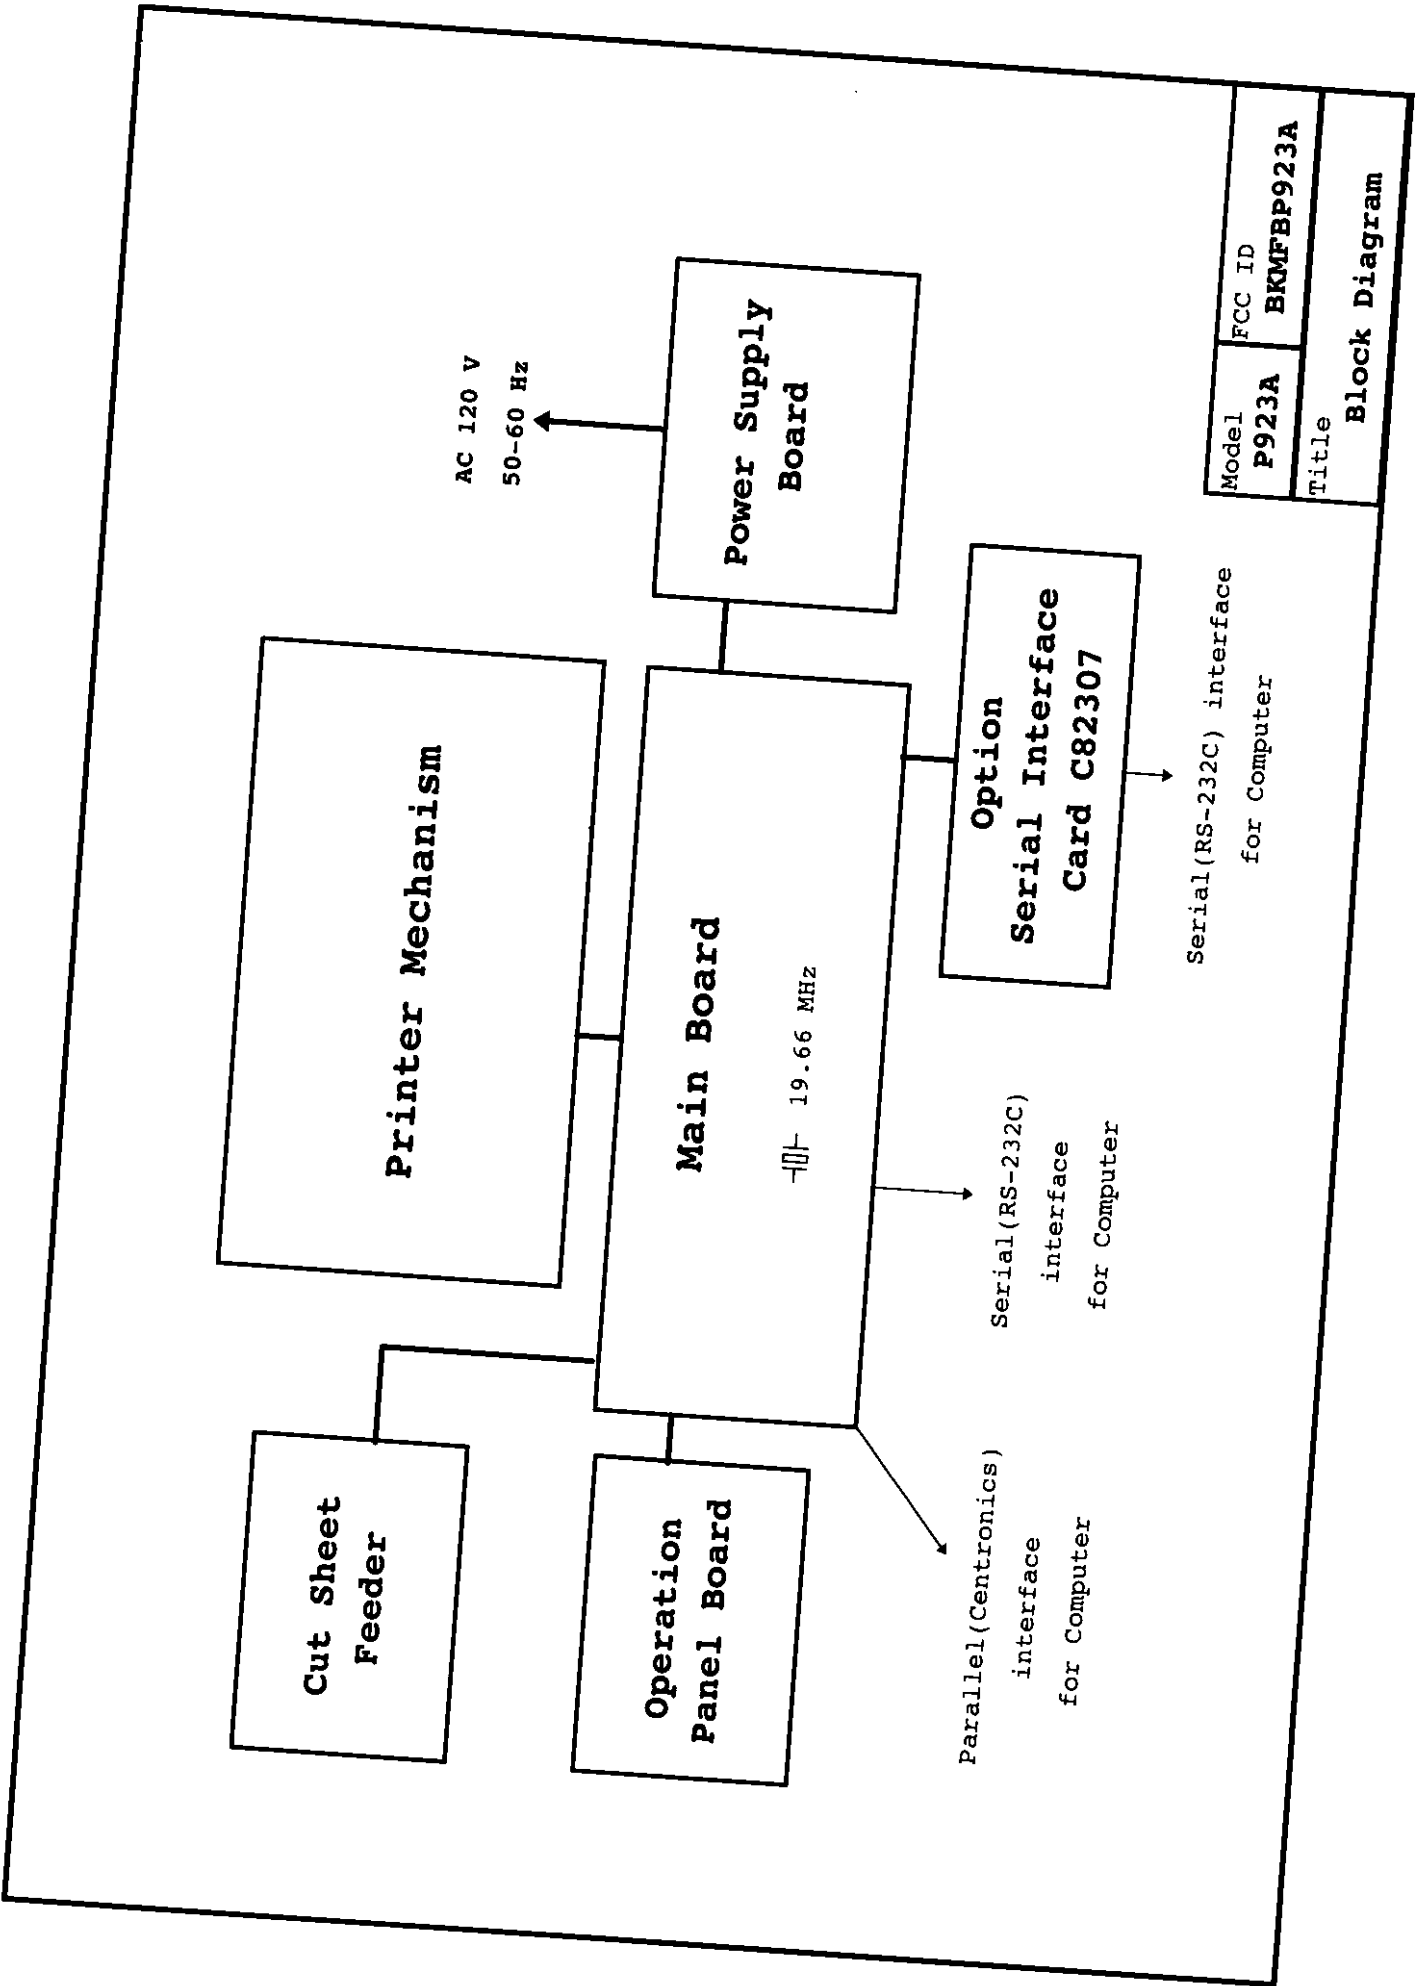 AC 120 V
50-60 Hz
Cut Sheet
Feeder
Printer Mechanism
Power Supply
Board
Operation
Panel Board
Main Board
19.66 MHz
Option
Serial Interface
Card C82307
Parallel(Centronics)
interface
for Computer
Serial(RS-232C)
interface
for Computer
Serial(RS-232C) interface
for Computer
Model
P923A
FCC ID
BKMFBP923A
Title
Block Diagram